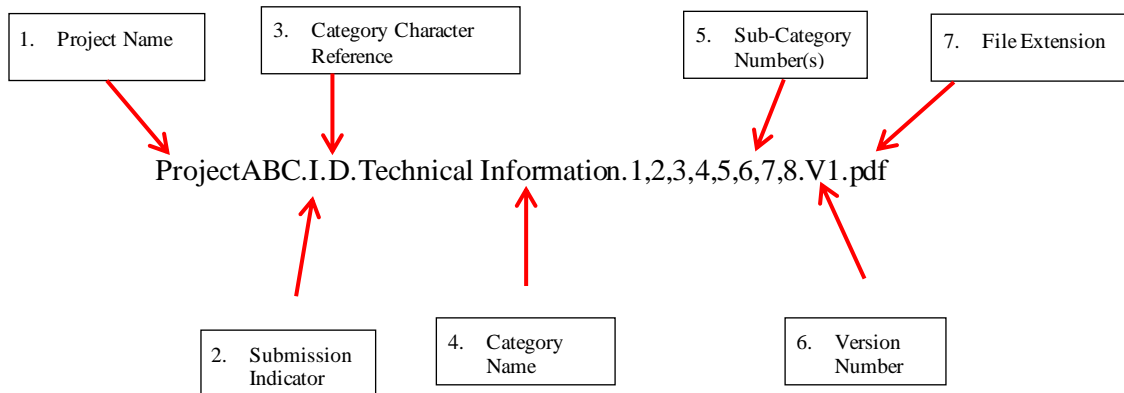 1. Project Name
3. Category Character
Reference
5. Sub-Category
Number(s)
7. File Extension
ProjectABC.I.D.Technical Information.1,2,3,4,5,6,7,8.V1.pdf
2. Submission
Indicator
4. Category
Name
6. Version
Number